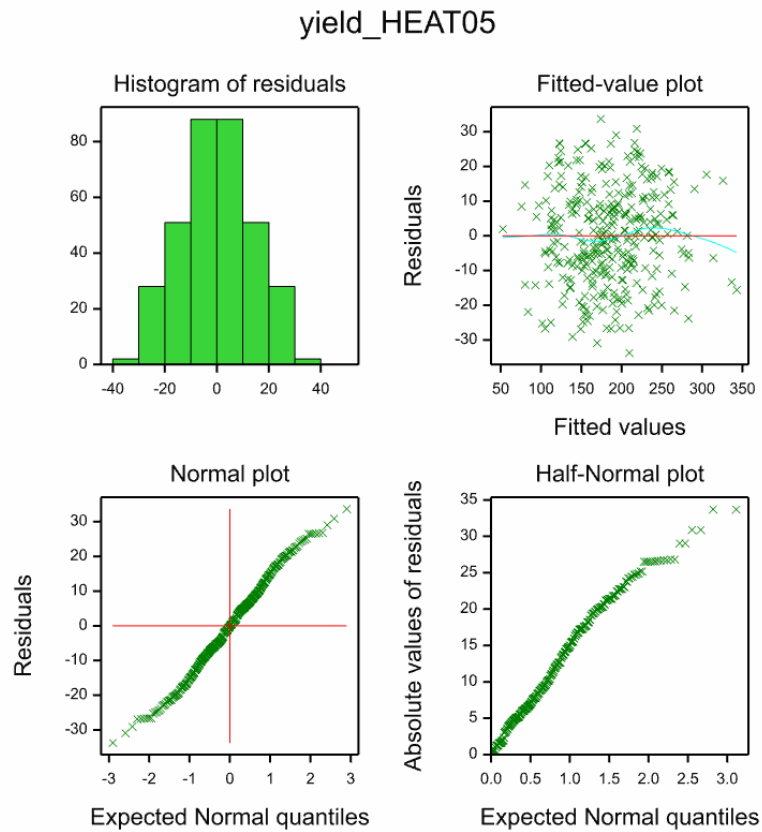 yield_HEAT05
Histogram of residuals
80
60
40
20
0
-40 -20 0 20 40
Fitted-value plot
Residuals
30
20
10
0
-10
-20
-30
50 100 150 200 250 300 350
Fitted values
Normal plot
Residuals
30
20
10
0
-10
-20
-30
-3 -2 -1 0 1 2 3
Expected Normal quantiles
Half-Normal plot
Absolute values of residuals
35
30
25
20
15
10
5
0
0.0 0.5 1.0 1.5 2.0 2.5 3.0
Expected Normal quantiles